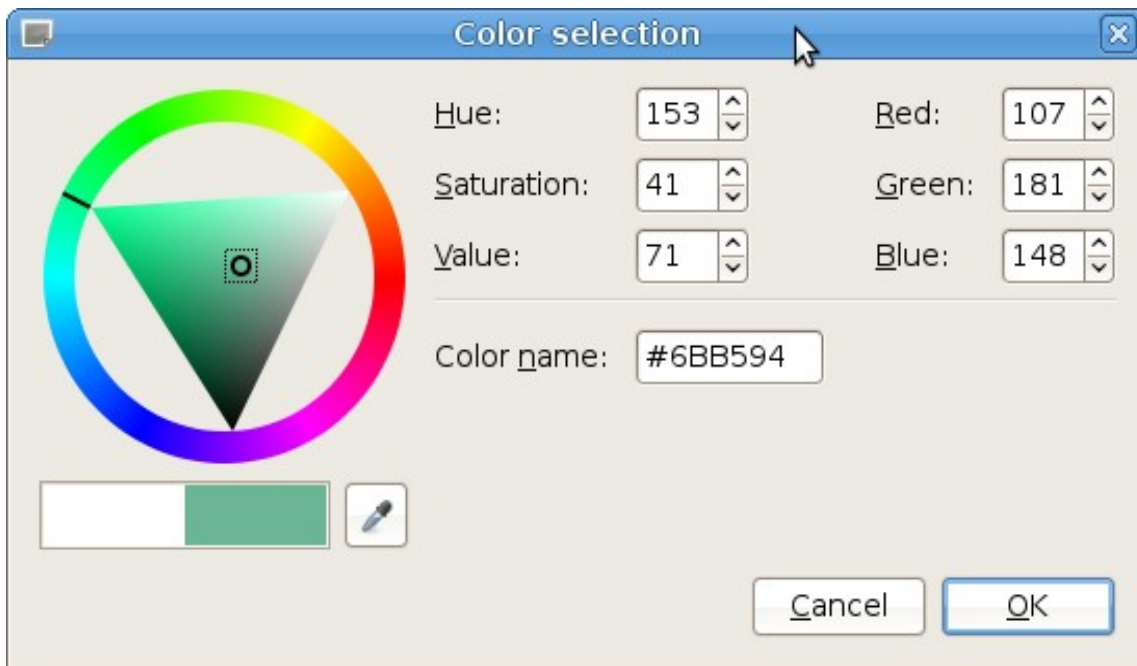 Color selection
Hue: 153 Red: 107
Saturation: 41 Green: 181
Value: 71 Blue: 148
Color name: #6BB594
Cancel OK